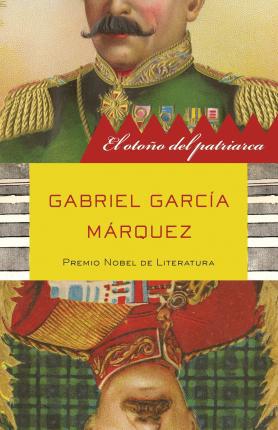 El otoño del patriarca
GABRIEL GARCÍA
MÁRQUEZ
PREMIO NOBEL DE LITERATURA